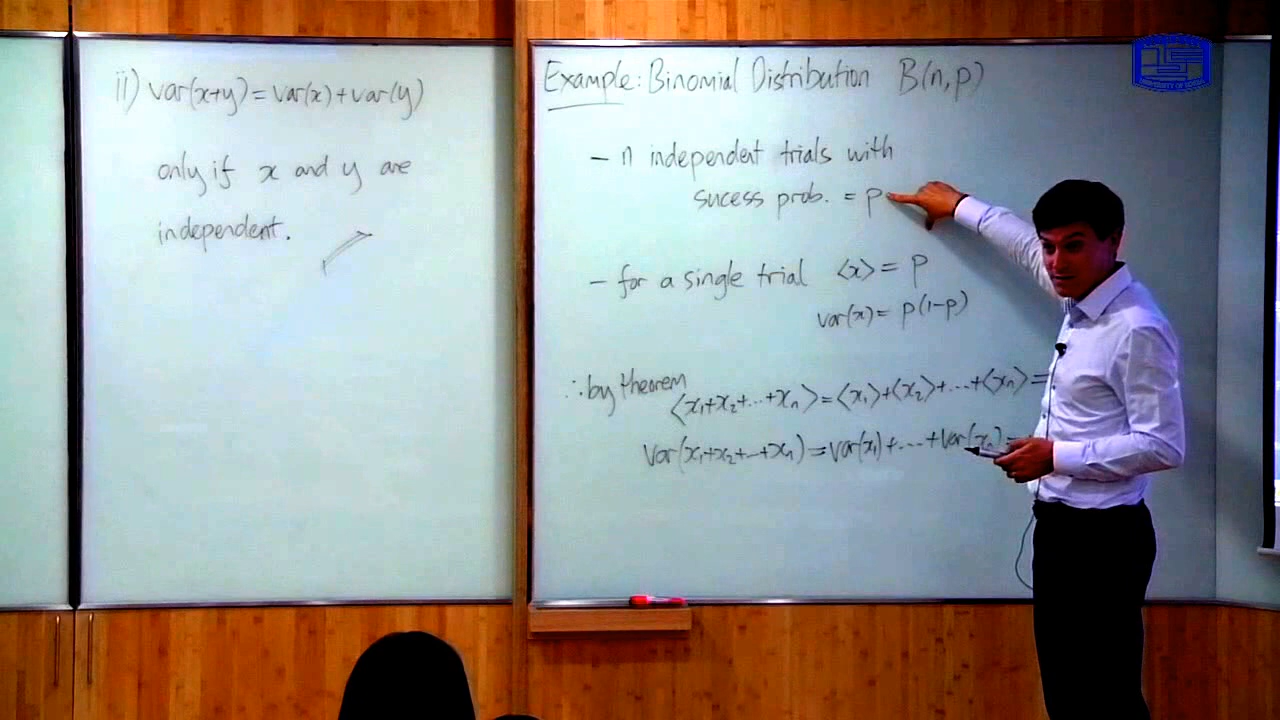 ii) var(x+y) = var(x) + var(y)
only if x and y are
independent.
Example: Binomial Distribution B(n,p)
- n independent trials with
sucess prob. = p
- for a single trial ⟨x⟩ = p
var(x) = p(1-p)
∴ by theorem
⟨x₁+x₂+...+xₙ⟩ = ⟨x₁⟩+⟨x₂⟩+...+⟨xₙ⟩ =
var(x₁+x₂+...+xₙ) = var(x₁)+...+var(xₙ) =